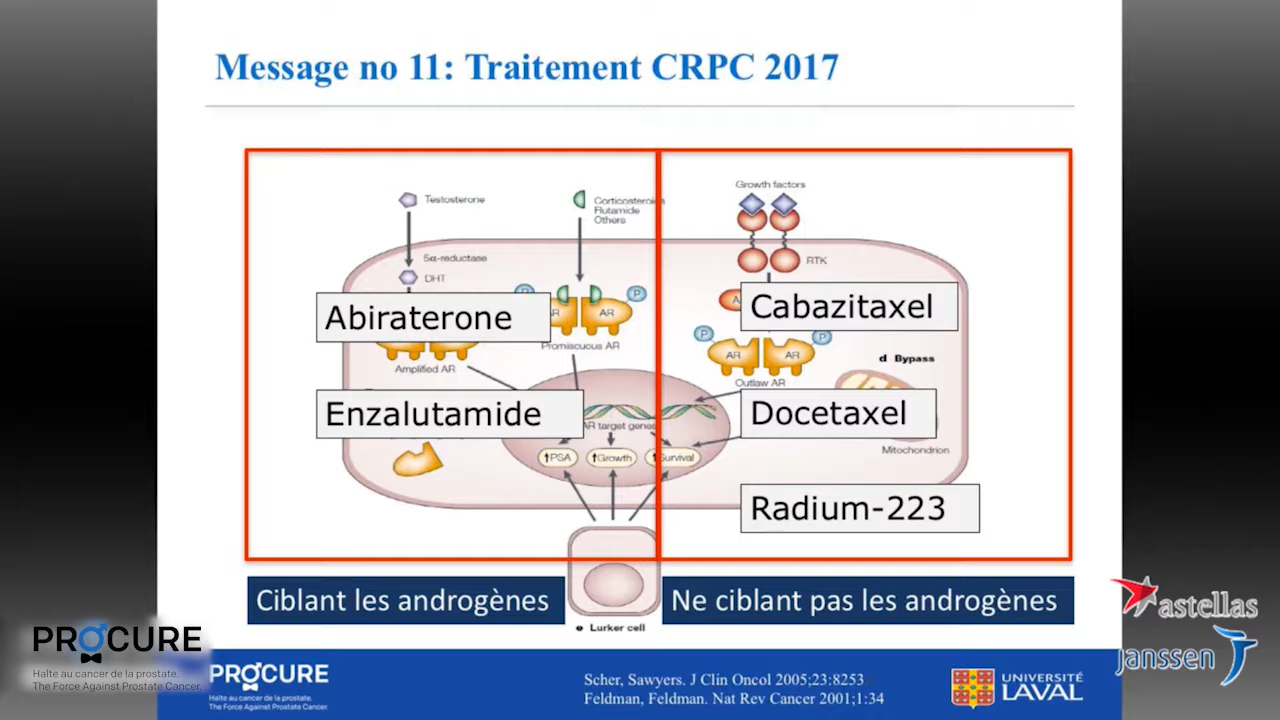 Message no 11: Traitement CRPC 2017
Testosterone
Corticosteroids
Flutamide
Others
Growth factors
5α-reductase
DHT
RTK
P
P
AR
Abiraterone
Cabazitaxel
Promiscuous AR
Amplified AR
P
P
AR
AR
d Bypass
Outlaw AR
Enzalutamide
Docetaxel
AR target genes
PSA
Growth
Survival
Mitochondrion
Radium-223
Ciblant les androgènes
Ne ciblant pas les androgènes
e Lurker cell
PROCURE
Halte au cancer de la prostate.
The Force Against Prostate Cancer.
PROCURE
Halte au cancer de la prostate.
The Force Against Prostate Cancer.
Scher, Sawyers. J Clin Oncol 2005;23:8253
Feldman, Feldman. Nat Rev Cancer 2001;1:34
UNIVERSITÉ
LAVAL
astellas
janssen